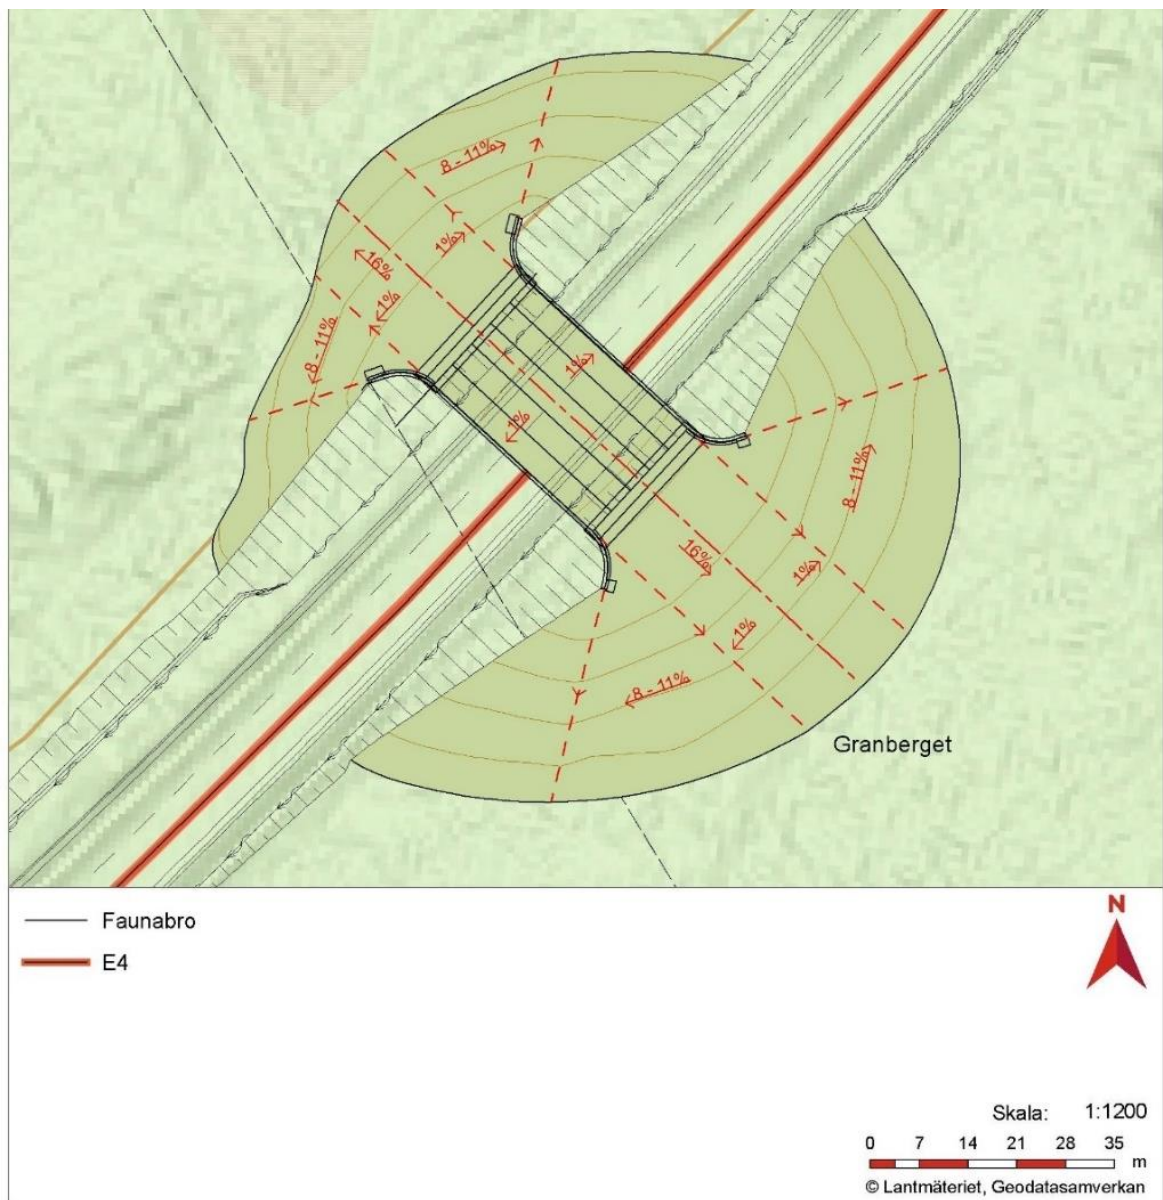 8 - 11%
1%
16%
1%
8 - 11%
1%
1%
8 - 11%
16%
1%
1%
8 - 11%
Granberget
Faunabro
N
E4
Skala: 1:1200
0 7 14 21 28 35
m
© Lantmäteriet, Geodatasamverkan